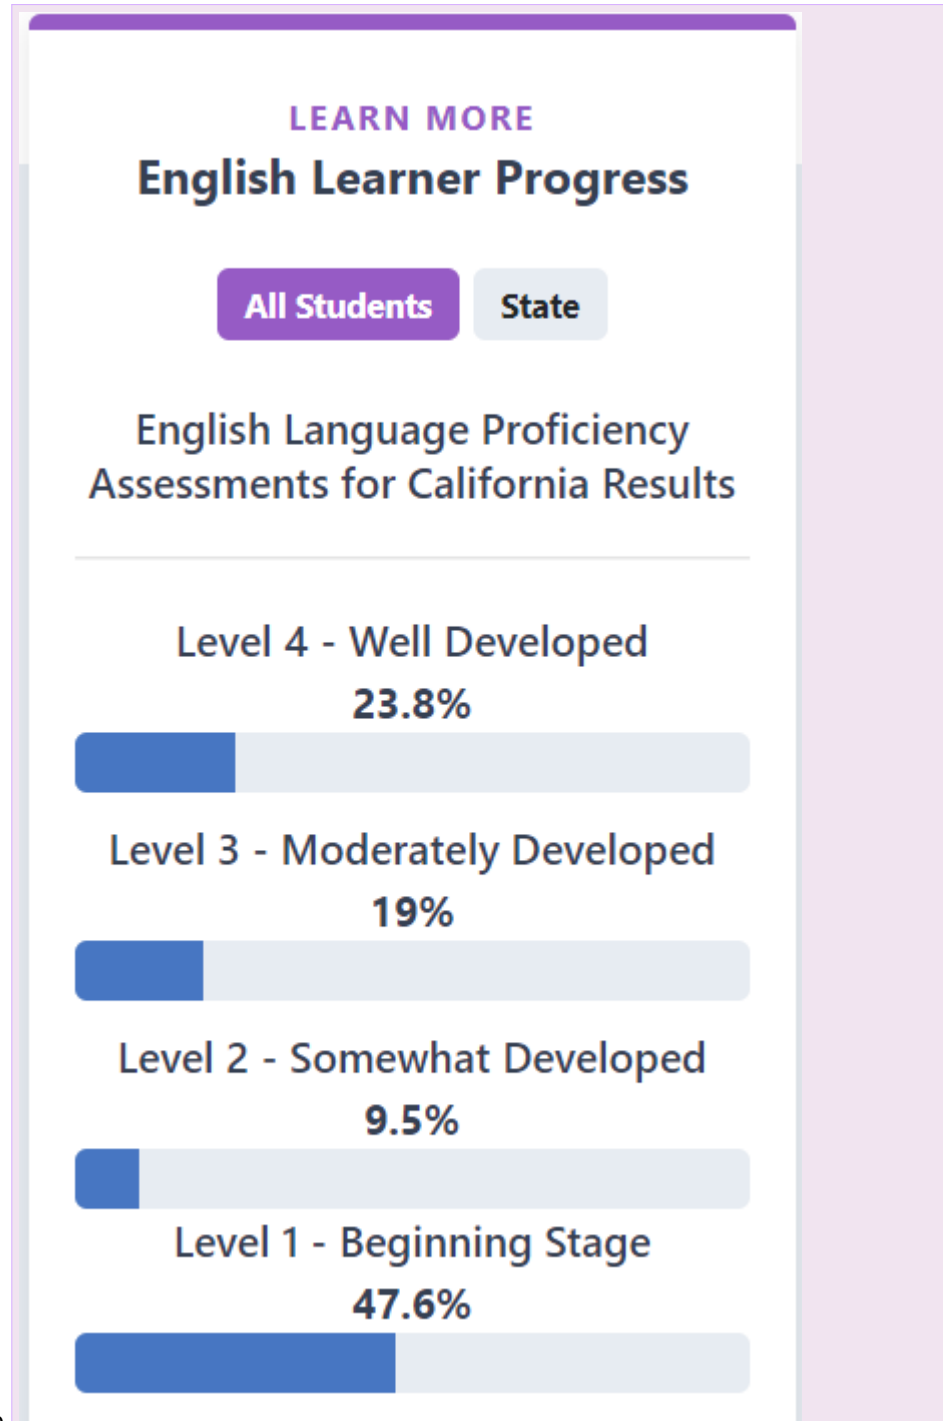 LEARN MORE
English Learner Progress
All Students State
English Language Proficiency
Assessments for California Results
Level 4 - Well Developed
23.8%
Level 3 - Moderately Developed
19%
Level 2 - Somewhat Developed
9.5%
Level 1 - Beginning Stage
47.6%